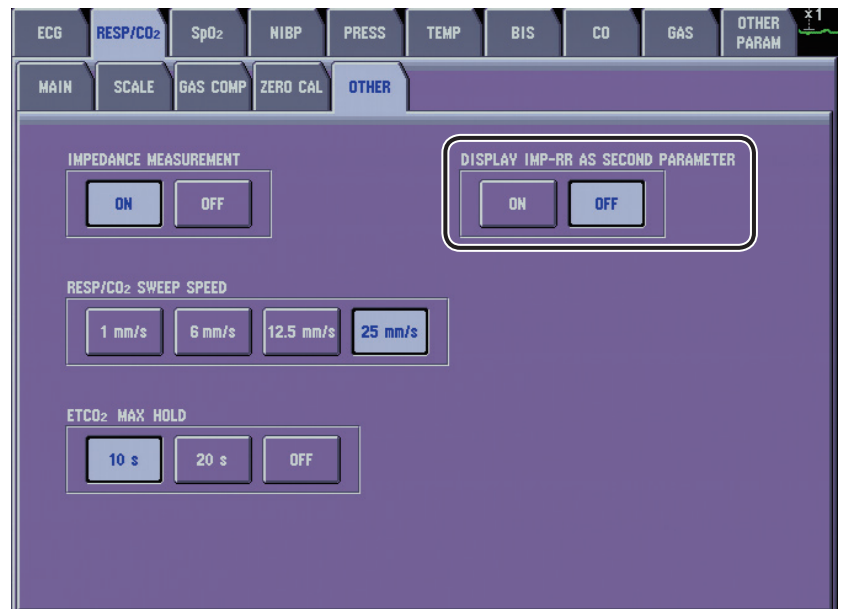 ECG RESP/CO₂ SpO₂ NIBP PRESS TEMP BIS CO GAS OTHER PARAM x1
MAIN SCALE GAS COMP ZERO CAL OTHER
IMPEDANCE MEASUREMENT
ON OFF
DISPLAY IMP-RR AS SECOND PARAMETER
ON OFF
RESP/CO₂ SWEEP SPEED
1 mm/s 6 mm/s 12.5 mm/s 25 mm/s
ETCO₂ MAX HOLD
10 s 20 s OFF